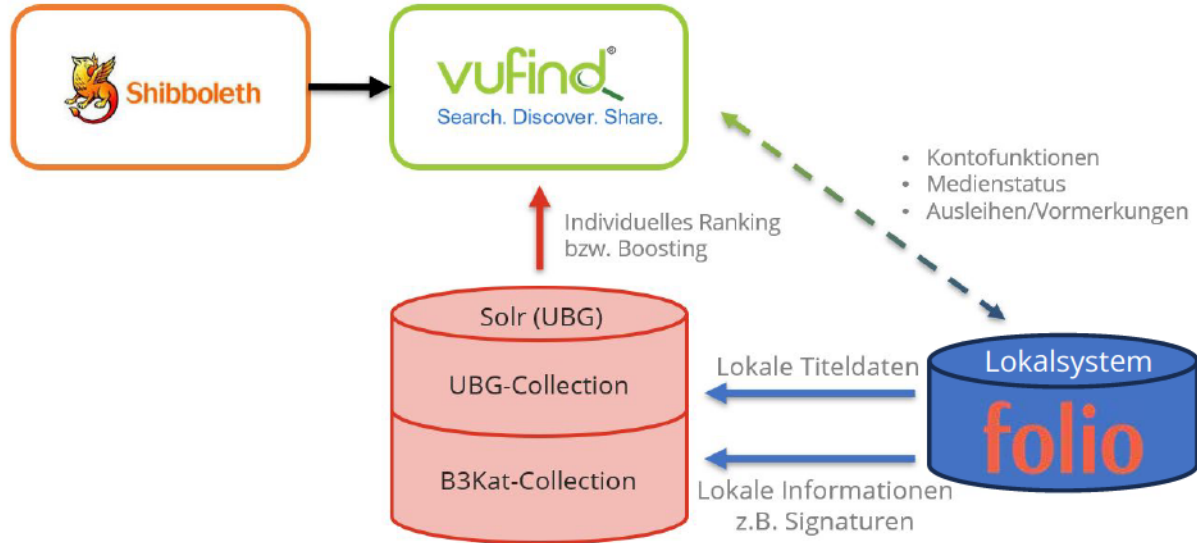 Shibboleth
vufind®
Search. Discover. Share.
• Kontofunktionen
• Medienstatus
• Ausleihen/Vormerkungen
Individuelles Ranking
bzw. Boosting
Solr (UBG)
UBG-Collection
B3Kat-Collection
Lokale Titeldaten
Lokale Informationen
z.B. Signaturen
Lokalsystem
folio